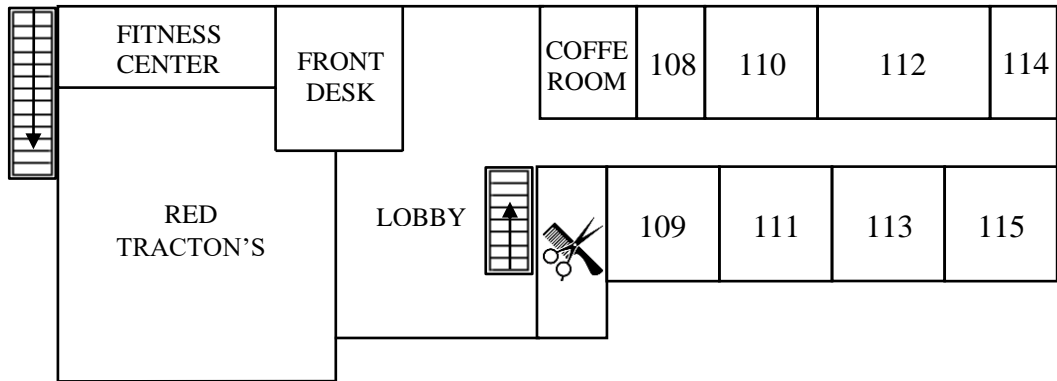 FITNESS
CENTER
FRONT
DESK
COFFE
ROOM
108
110
112
114
RED
TRACTON’S
LOBBY
109
111
113
115